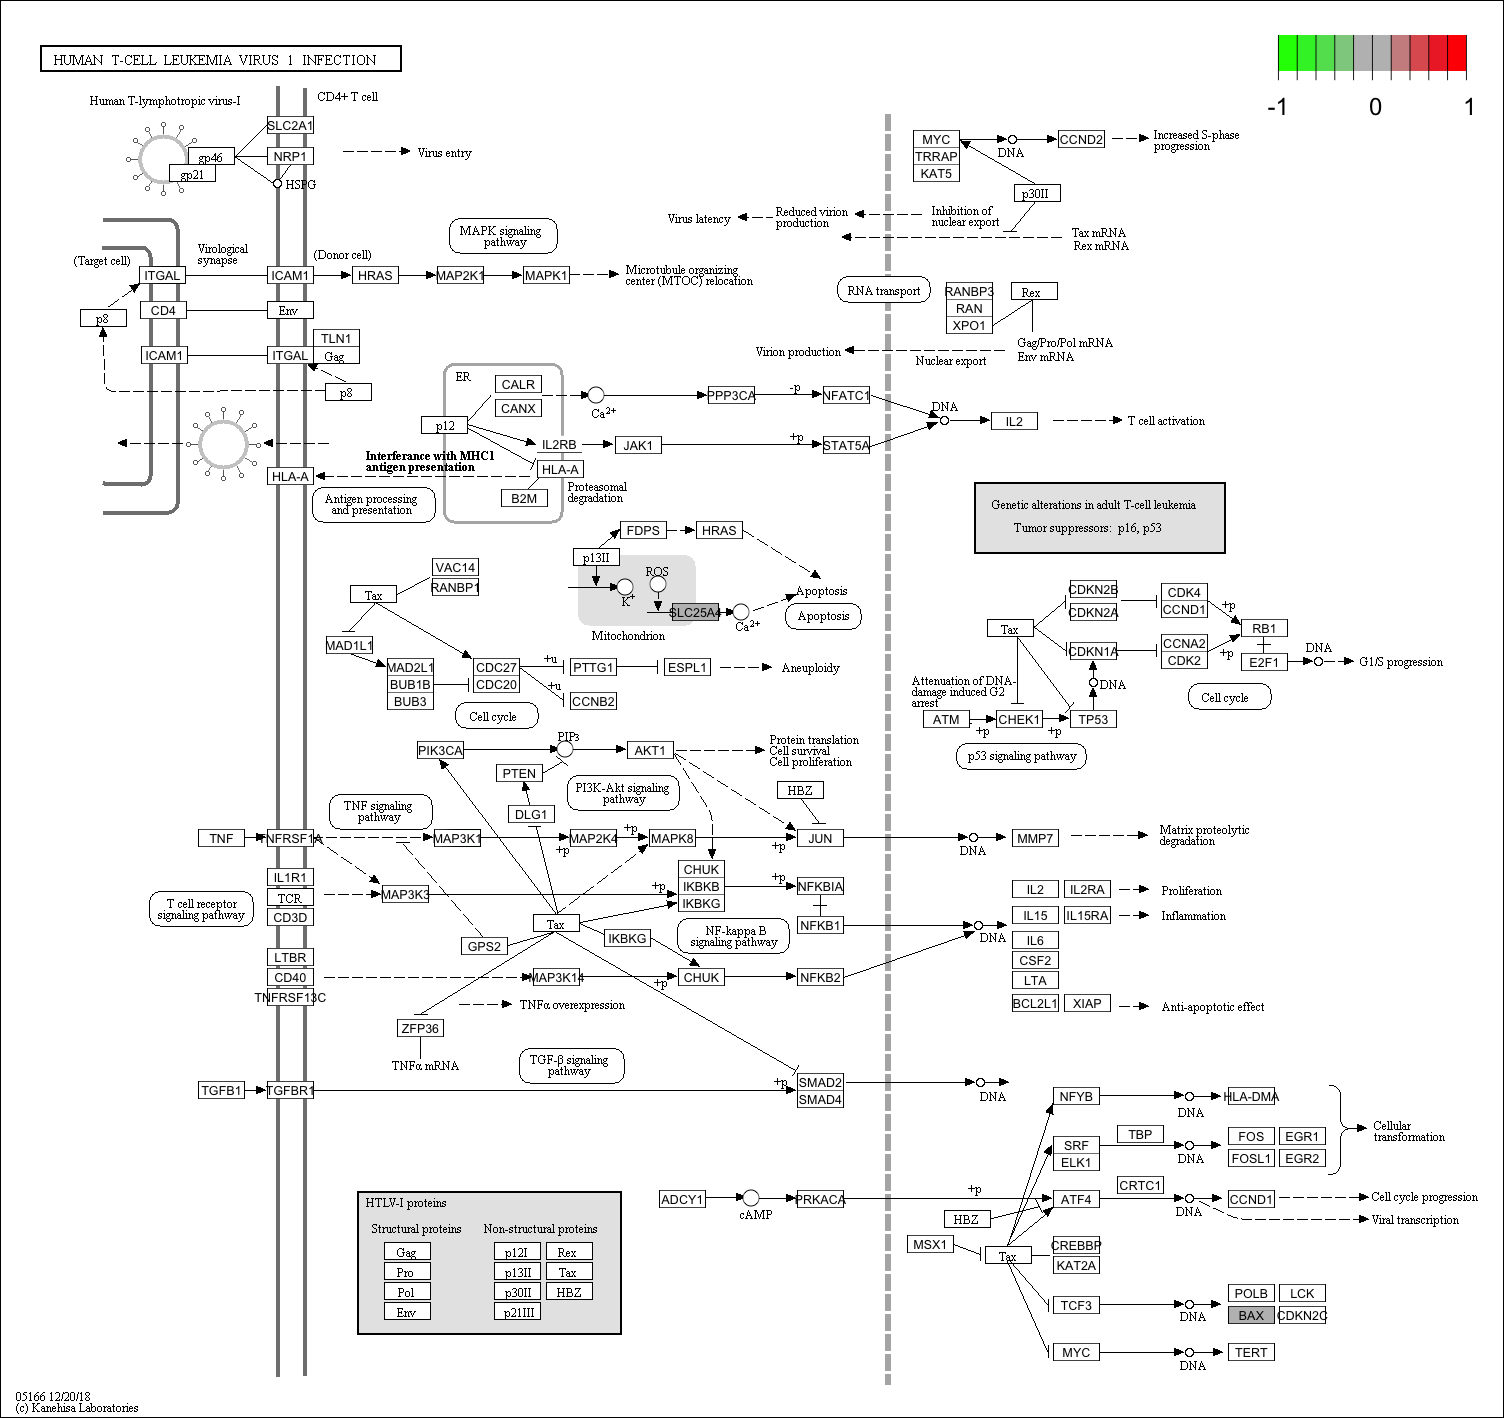 HUMAN T-CELL LEUKEMIA VIRUS 1 INFECTION
-1 0 1
Human T-lymphotropic virus-I
CD4+ T cell
SLC2A1
gp46
NRP1
gp21
HSPG
Virus entry
MYC
TRRAP
KAT5
DNA
CCND2
Increased S-phase
progression
p30II
Virus latency
Reduced virion
production
Inhibition of
nuclear export
Tax mRNA
Rex mRNA
MAPK signaling
pathway
(Target cell)
Virological
synapse
(Donor cell)
ITGAL
ICAM1
HRAS
MAP2K1
MAPK1
Microtubule organizing
center (MTOC) relocation
p8
CD4
Env
TLN1
ICAM1
ITGAL
Gag
p8
RNA transport
RANBP3
RAN
XPO1
Rex
Virion production
Nuclear export
Gag/Pro/Pol mRNA
Env mRNA
ER
CALR
CANX
p12
Ca2+
PPP3CA
-p
NFATC1
DNA
IL2
T cell activation
IL2RB
JAK1
+p
STAT5A
Interferance with MHC1
antigen presentation
HLA-A
HLA-A
B2M
Proteasomal
degradation
Antigen processing
and presentation
Genetic alterations in adult T-cell leukemia
Tumor suppressors: p16, p53
FDPS
HRAS
p13II
ROS
K+
SLC25A4
Ca2+
Apoptosis
Apoptosis
Mitochondrion
VAC14
RANBP1
Tax
MAD1L1
MAD2L1
BUB1B
BUB3
CDC27
CDC20
+u
+u
PTTG1
ESPL1
Aneuploidy
CCNB2
Cell cycle
CDKN2B
CDKN2A
CDK4
CCND1
+p
Tax
CDKN1A
CCNA2
CDK2
+p
RB1
E2F1
DNA
G1/S progression
Attenuation of DNA-
damage induced G2
arrest
DNA
Cell cycle
ATM
+p
CHEK1
+p
TP53
p53 signaling pathway
PIK3CA
PIP3
AKT1
Protein translation
Cell survival
Cell proliferation
PTEN
PI3K-Akt signaling
pathway
DLG1
HBZ
TNF signaling
pathway
TNF
TNFRSF1A
MAP3K1
+p
MAP2K4
+p
MAPK8
+p
JUN
DNA
MMP7
Matrix proteolytic
degradation
IL1R1
TCR
CD3D
T cell receptor
signaling pathway
MAP3K3
+p
CHUK
IKBKB
IKBKG
+p
NFKBIA
NFKB1
Tax
GPS2
IKBKG
NF-kappa B
signaling pathway
DNA
IL2
IL2RA
Proliferation
IL15
IL15RA
Inflammation
IL6
CSF2
LTA
BCL2L1
XIAP
Anti-apoptotic effect
LTBR
CD40
TNFRSF13C
MAP3K14
+p
CHUK
NFKB2
TNFα overexpression
ZFP36
TNFα mRNA
TGF-β signaling
pathway
TGFB1
TGFBR1
+p
SMAD2
SMAD4
DNA
NFYB
DNA
HLA-DMA
SRF
ELK1
TBP
DNA
FOS
EGR1
FOSL1
EGR2
Cellular
transformation
ADCY1
cAMP
PRKACA
+p
ATF4
CRTC1
DNA
CCND1
Cell cycle progression
Viral transcription
HBZ
MSX1
Tax
CREBBP
KAT2A
TCF3
DNA
POLB
LCK
BAX
CDKN2C
MYC
DNA
TERT
HTLV-I proteins
Structural proteins
Non-structural proteins
Gag
p12I
Rex
Pro
p13II
Tax
Pol
p30II
HBZ
Env
p21III
05166 12/20/18
(c) Kanehisa Laboratories